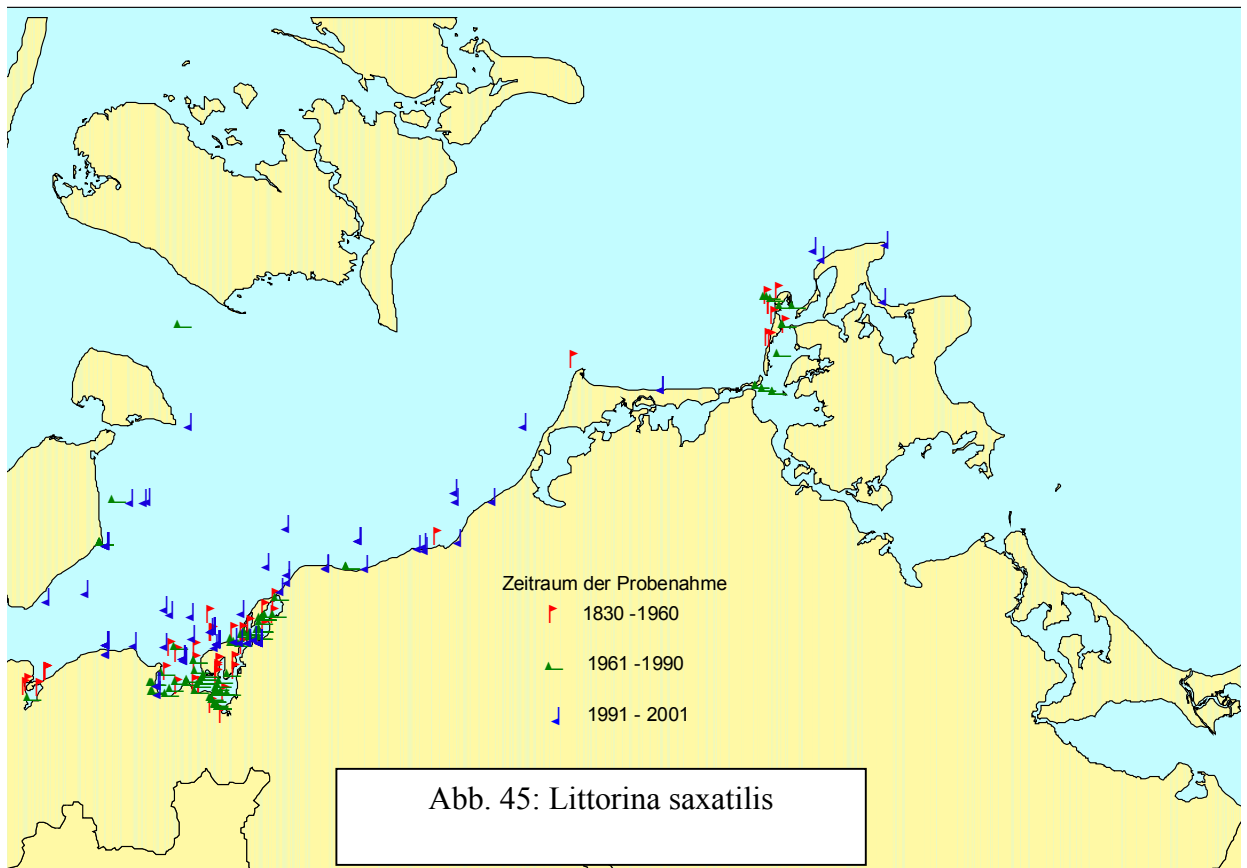 Zeitraum der Probenahme
1830 -1960
1961 -1990
1991 - 2001
Abb. 45: Littorina saxatilis